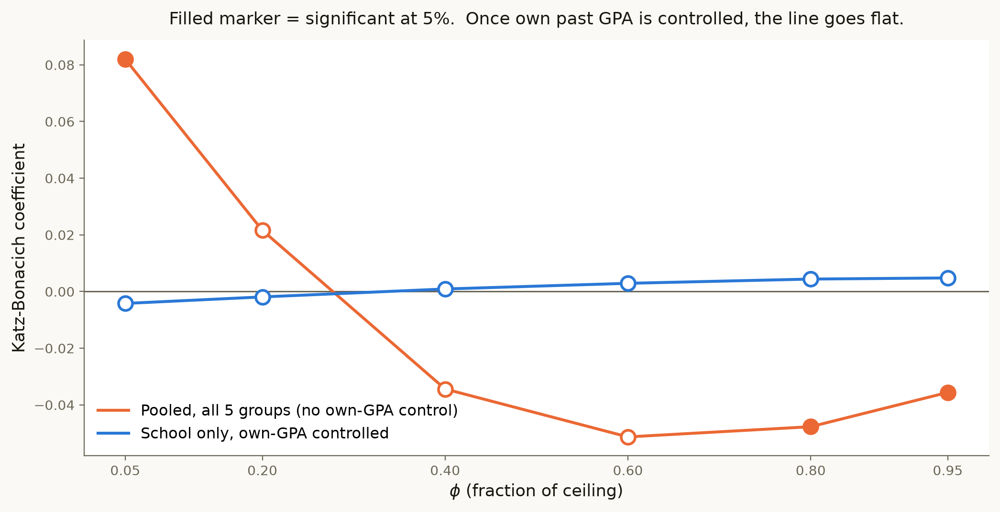 Filled marker = significant at 5%.  Once own past GPA is controlled, the line goes flat.
Katz-Bonacich coefficient
0.08
0.06
0.04
0.02
0.00
−0.02
−0.04
Pooled, all 5 groups (no own-GPA control)
School only, own-GPA controlled
0.05 0.20 0.40 0.60 0.80 0.95
ϕ (fraction of ceiling)